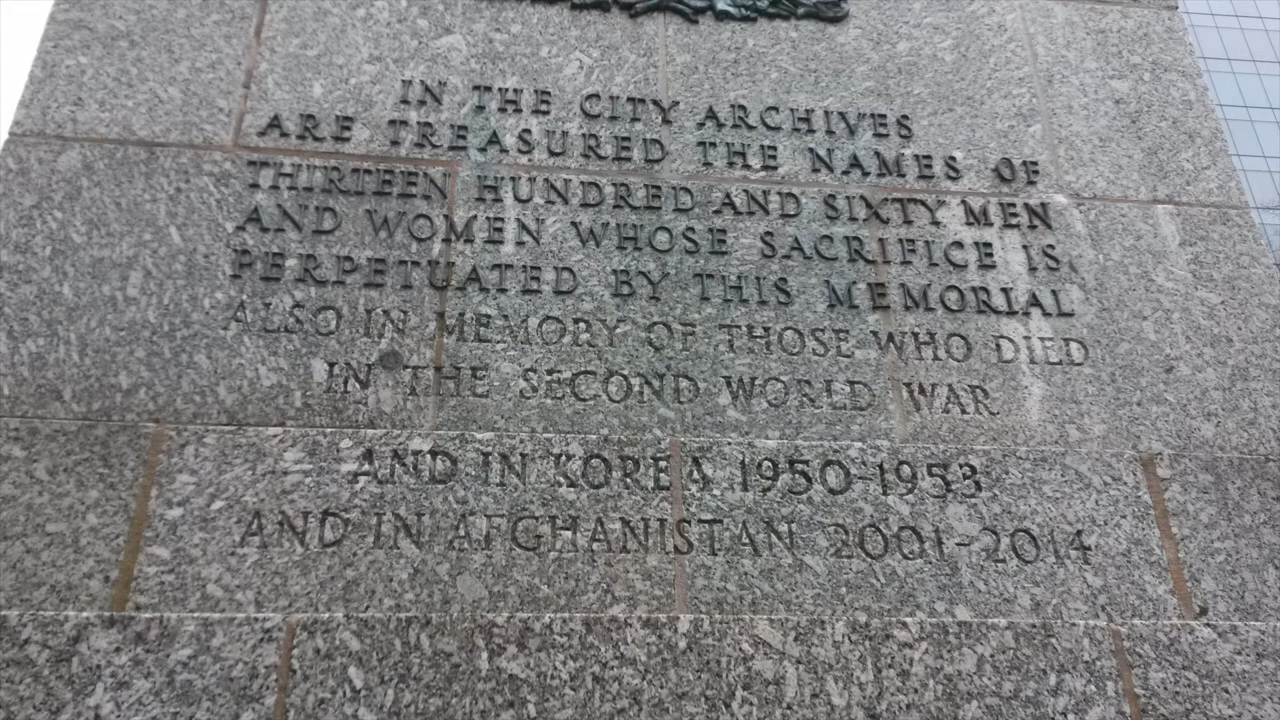 IN THE CITY ARCHIVES
ARE TREASURED THE NAMES OF
THIRTEEN HUNDRED AND SIXTY MEN
AND WOMEN WHOSE SACRIFICE IS
PERPETUATED BY THIS MEMORIAL
ALSO IN MEMORY OF THOSE WHO DIED
IN THE SECOND WORLD WAR
AND IN KOREA 1950-1953
AND IN AFGHANISTAN 2001-2014